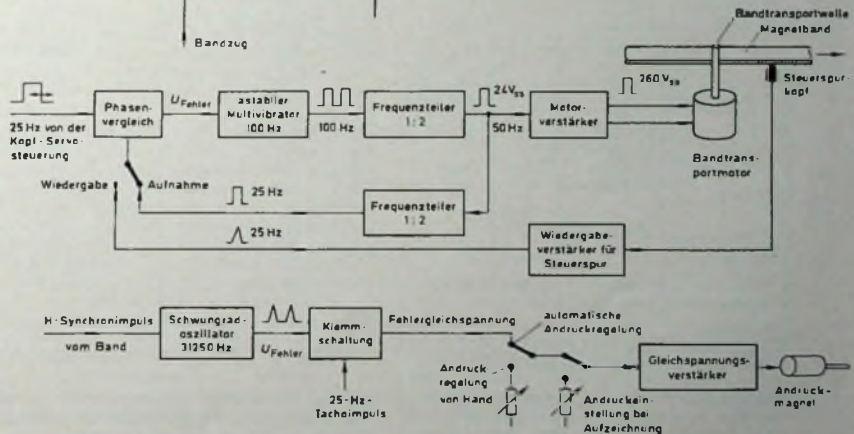 Bandzug
Bandtransportwelle
Magnetband
Steuerspur-
kopf
25 Hz von der
Kopf-Servo-
steuerung
Phasen-
vergleich
U Fehler
astabiler
Multivibrator
100 Hz
100 Hz
Frequenzteiler
1:2
24 Vss
50 Hz
Motor-
verstärker
260 Vss
Bandtrans-
portmotor
Wiedergabe
Aufnahme
25 Hz
Frequenzteiler
1:2
25 Hz
Wiedergabe-
verstärker für
Steuerspur
H-Synchronimpuls
vom Band
Schwungrad-
oszillator
31250 Hz
U Fehler
Klemm-
schaltung
25-Hz-
Tachoimpuls
Fehlergleichspannung
automatische
Andruckregelung
Andruck
regelung
von Hand
Andruckein-
stellung bei
Aufzeichnung
Gleichspannungs-
verstärker
Andruck-
magnet